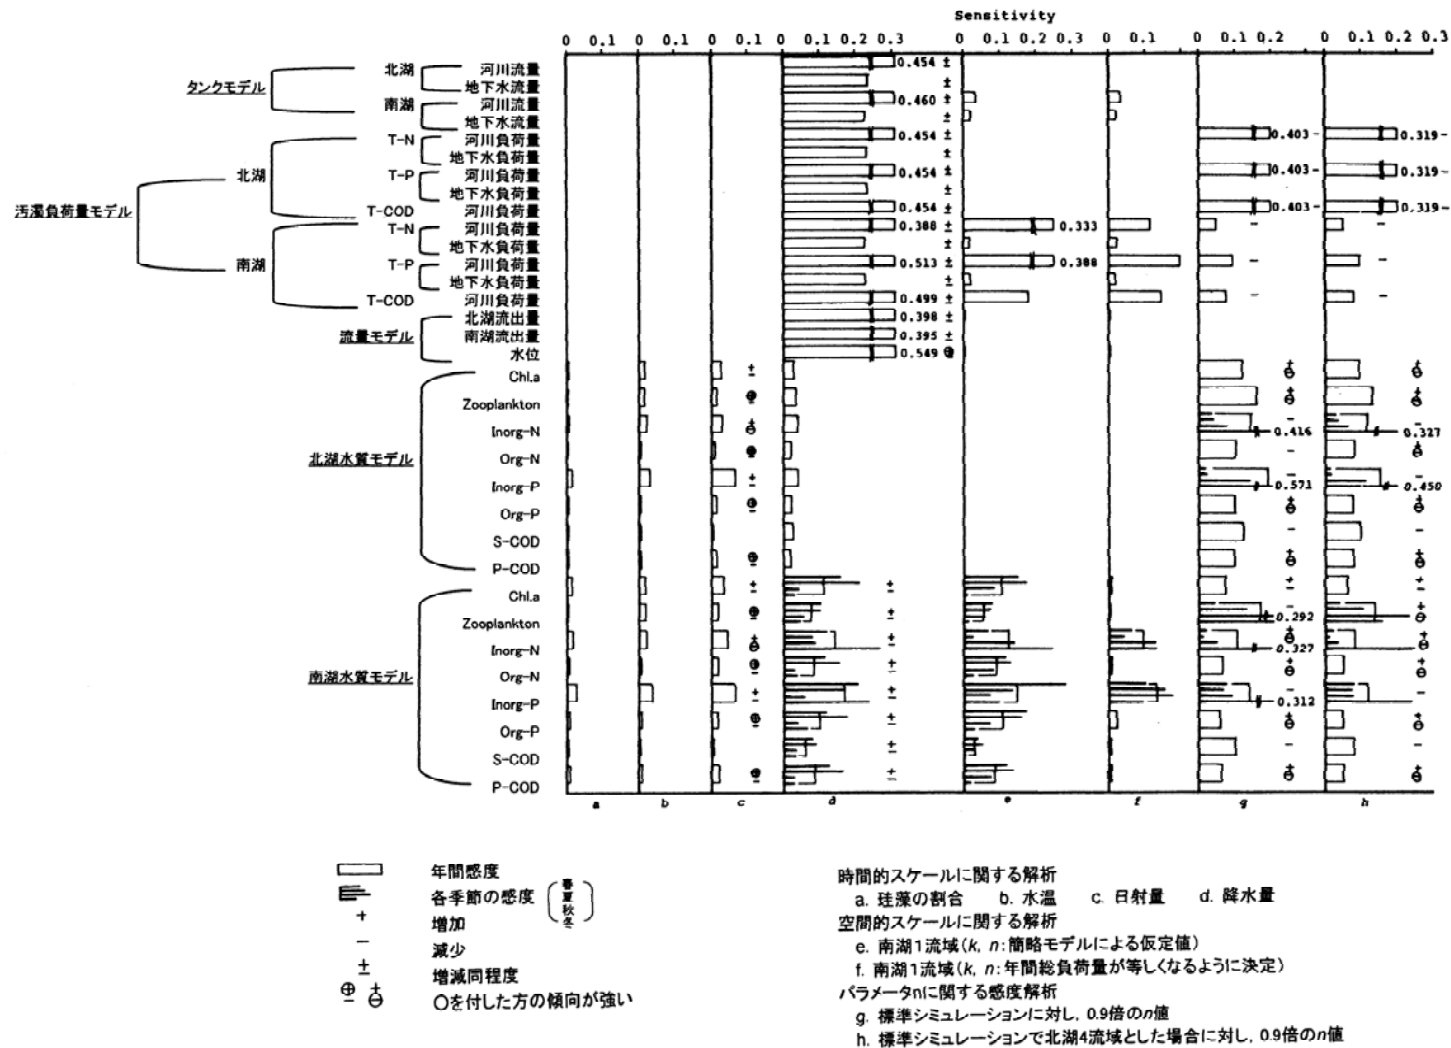 Sensitivity
0 0.1 0 0.1 0 0.1 0 0.1 0.2 0.3 0 0.1 0.2 0.3 0 0.1 0 0.1 0.2 0 0.1 0.2 0.3
タンクモデル
北湖 河川流量 0.454 ±
地下水流量 ±
南湖 河川流量 0.460 ±
地下水流量 ±
汚濁負荷量モデル
北湖
T-N 河川負荷量 0.454 ± 0.403 - 0.319 -
地下水負荷量 ±
T-P 河川負荷量 0.454 ± 0.403 - 0.319 -
地下水負荷量 ±
T-COD 河川負荷量 0.454 ± 0.403 - 0.319 -
南湖
T-N 河川負荷量 0.388 ± 0.333 - -
地下水負荷量 ±
T-P 河川負荷量 0.513 ± 0.388 - -
地下水負荷量 ±
T-COD 河川負荷量 0.499 ± - -
流量モデル
北湖流出量 0.398 ±
南湖流出量 0.395 ±
水位 0.549
北湖水質モデル
Chl.a
Zooplankton
Inorg-N 0.416 0.327
Org-N
Inorg-P 0.571 0.450
Org-P
S-COD
P-COD
南湖水質モデル
Chl.a
Zooplankton 0.292
Inorg-N 0.327
Org-N
Inorg-P 0.312
Org-P
S-COD
P-COD
a b c d e f g h
年間感度
各季節の感度 (春夏秋冬)
+ 増加
− 減少
± 増減同程度
⊕ − + ⊖ ○を付した方の傾向が強い
時間的スケールに関する解析
a. 珪藻の割合 b. 水温 c. 日射量 d. 降水量
空間的スケールに関する解析
e. 南湖1流域(k, n:簡略モデルによる仮定値)
f. 南湖1流域(k, n:年間総負荷量が等しくなるように決定)
パラメータnに関する感度解析
g. 標準シミュレーションに対し, 0.9倍のn値
h. 標準シミュレーションで北湖4流域とした場合に対し, 0.9倍のn値